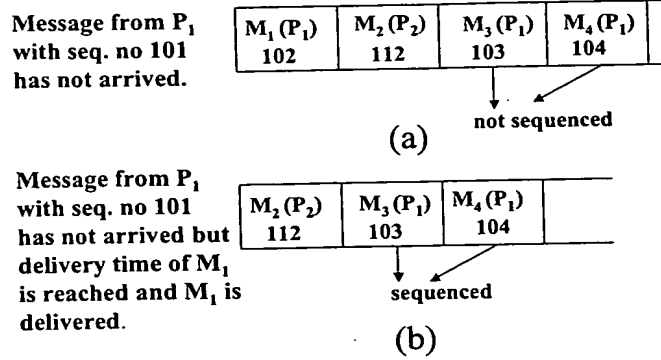 Message from P₁
with seq. no 101
has not arrived.
M₁(P₁) M₂(P₂) M₃(P₁) M₄(P₁)
102 112 103 104
not sequenced
(a)
Message from P₁
with seq. no 101
has not arrived but
delivery time of M₁
is reached and M₁ is
delivered.
M₂(P₂) M₃(P₁) M₄(P₁)
112 103 104
sequenced
(b)